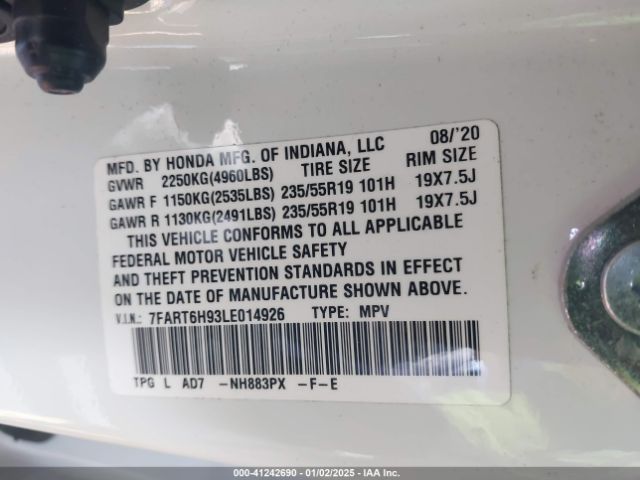 MFD. BY HONDA MFG. OF INDIANA, LLC 08/'20
GVWR 2250KG(4960LBS) TIRE SIZE RIM SIZE
GAWR F 1150KG(2535LBS) 235/55R19 101H 19X7.5J
GAWR R 1130KG(2491LBS) 235/55R19 101H 19X7.5J
THIS VEHICLE CONFORMS TO ALL APPLICABLE
FEDERAL MOTOR VEHICLE SAFETY
AND THEFT PREVENTION STANDARDS IN EFFECT
ON THE DATE OF MANUFACTURE SHOWN ABOVE.
V.I.N.: 7FART6H93LE014926 TYPE: MPV
TPG L AD7 -NH883PX -F-E
000-41242690 - 01/02/2025 - IAA Inc.